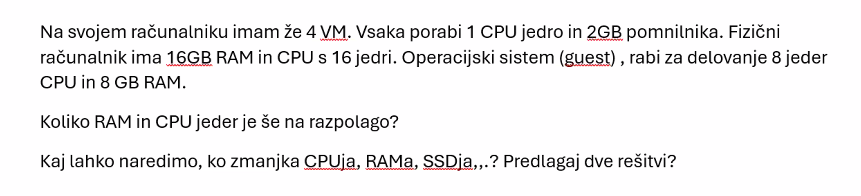 Na svojem računalniku imam že 4 VM. Vsaka porabi 1 CPU jedro in 2GB pomnilnika. Fizični
računalnik ima 16GB RAM in CPU s 16 jedri. Operacijski sistem (guest) , rabi za delovanje 8 jeder
CPU in 8 GB RAM.
Koliko RAM in CPU jeder je še na razpolago?
Kaj lahko naredimo, ko zmanjka CPUja, RAMa, SSDja,,.? Predlagaj dve rešitvi?